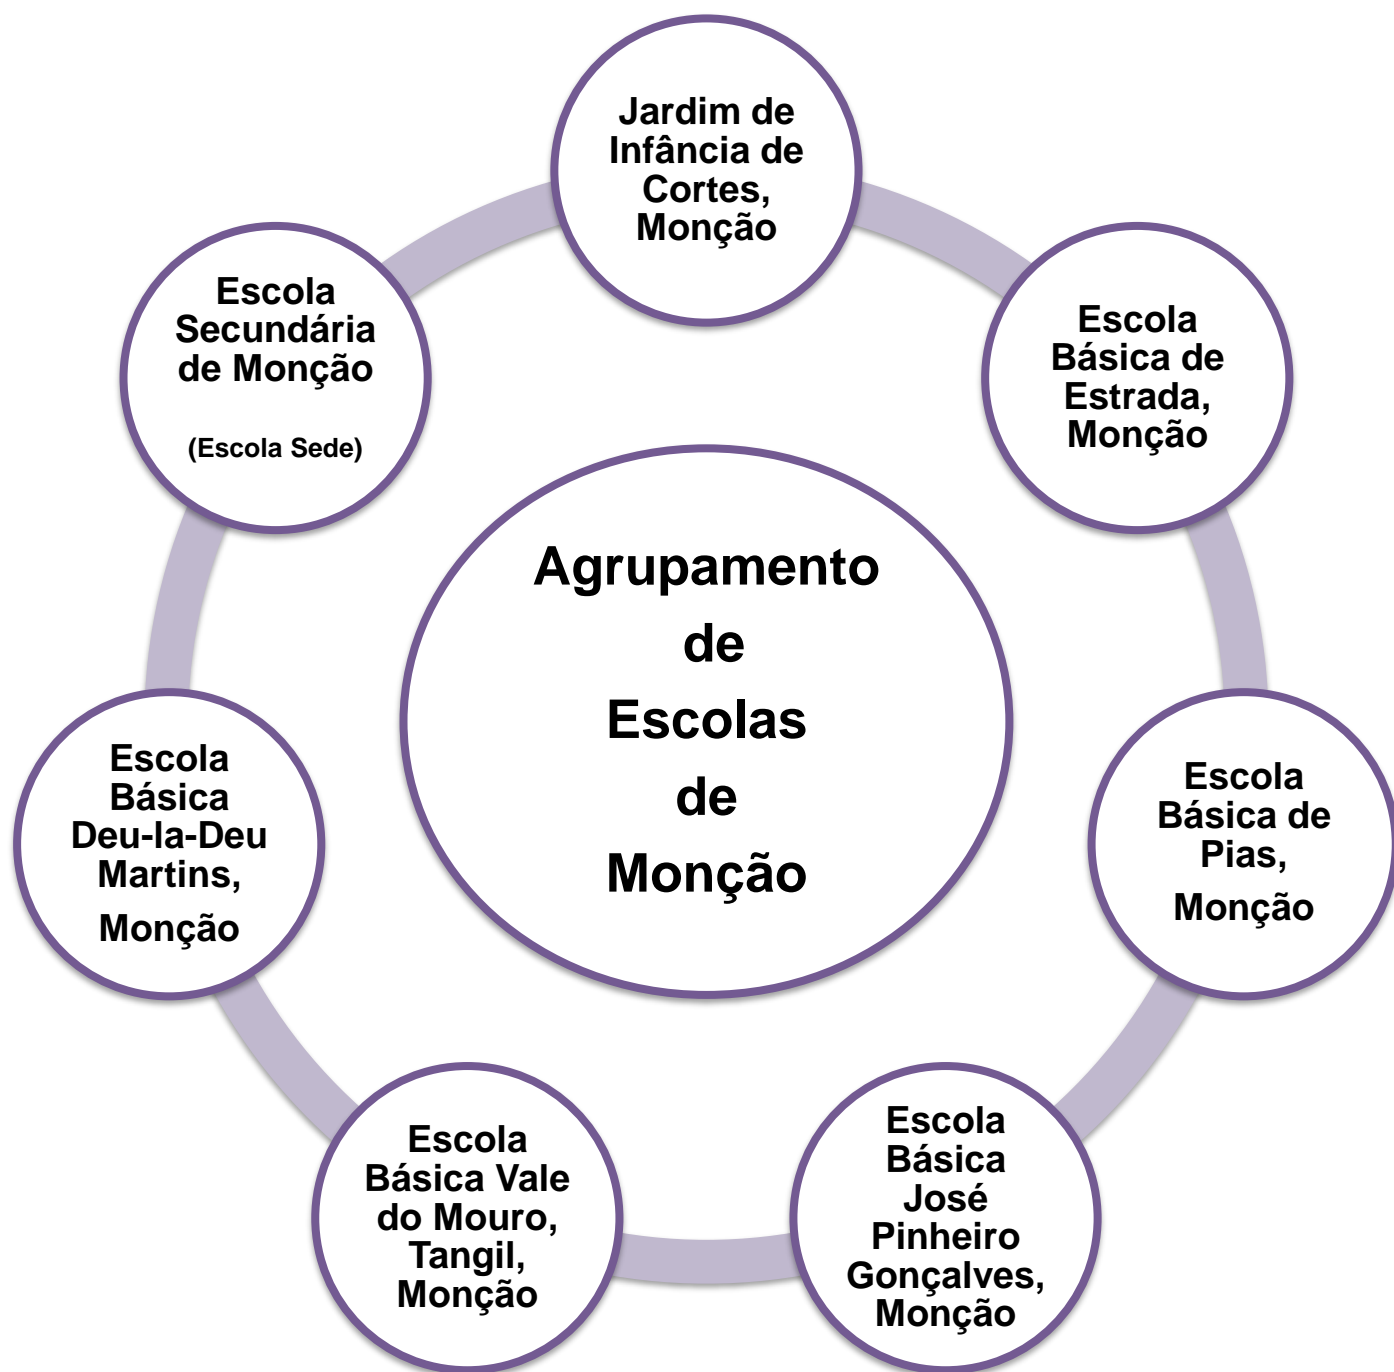 Jardim de
Infância de
Cortes,
Monção
Escola
Básica de
Estrada,
Monção
Escola
Básica de
Pias,
Monção
Escola
Básica
José
Pinheiro
Gonçalves,
Monção
Escola
Básica Vale
do Mouro,
Tangil,
Monção
Escola
Básica
Deu-la-Deu
Martins,
Monção
Escola
Secundária
de Monção
(Escola Sede)
Agrupamento
de
Escolas
de
Monção